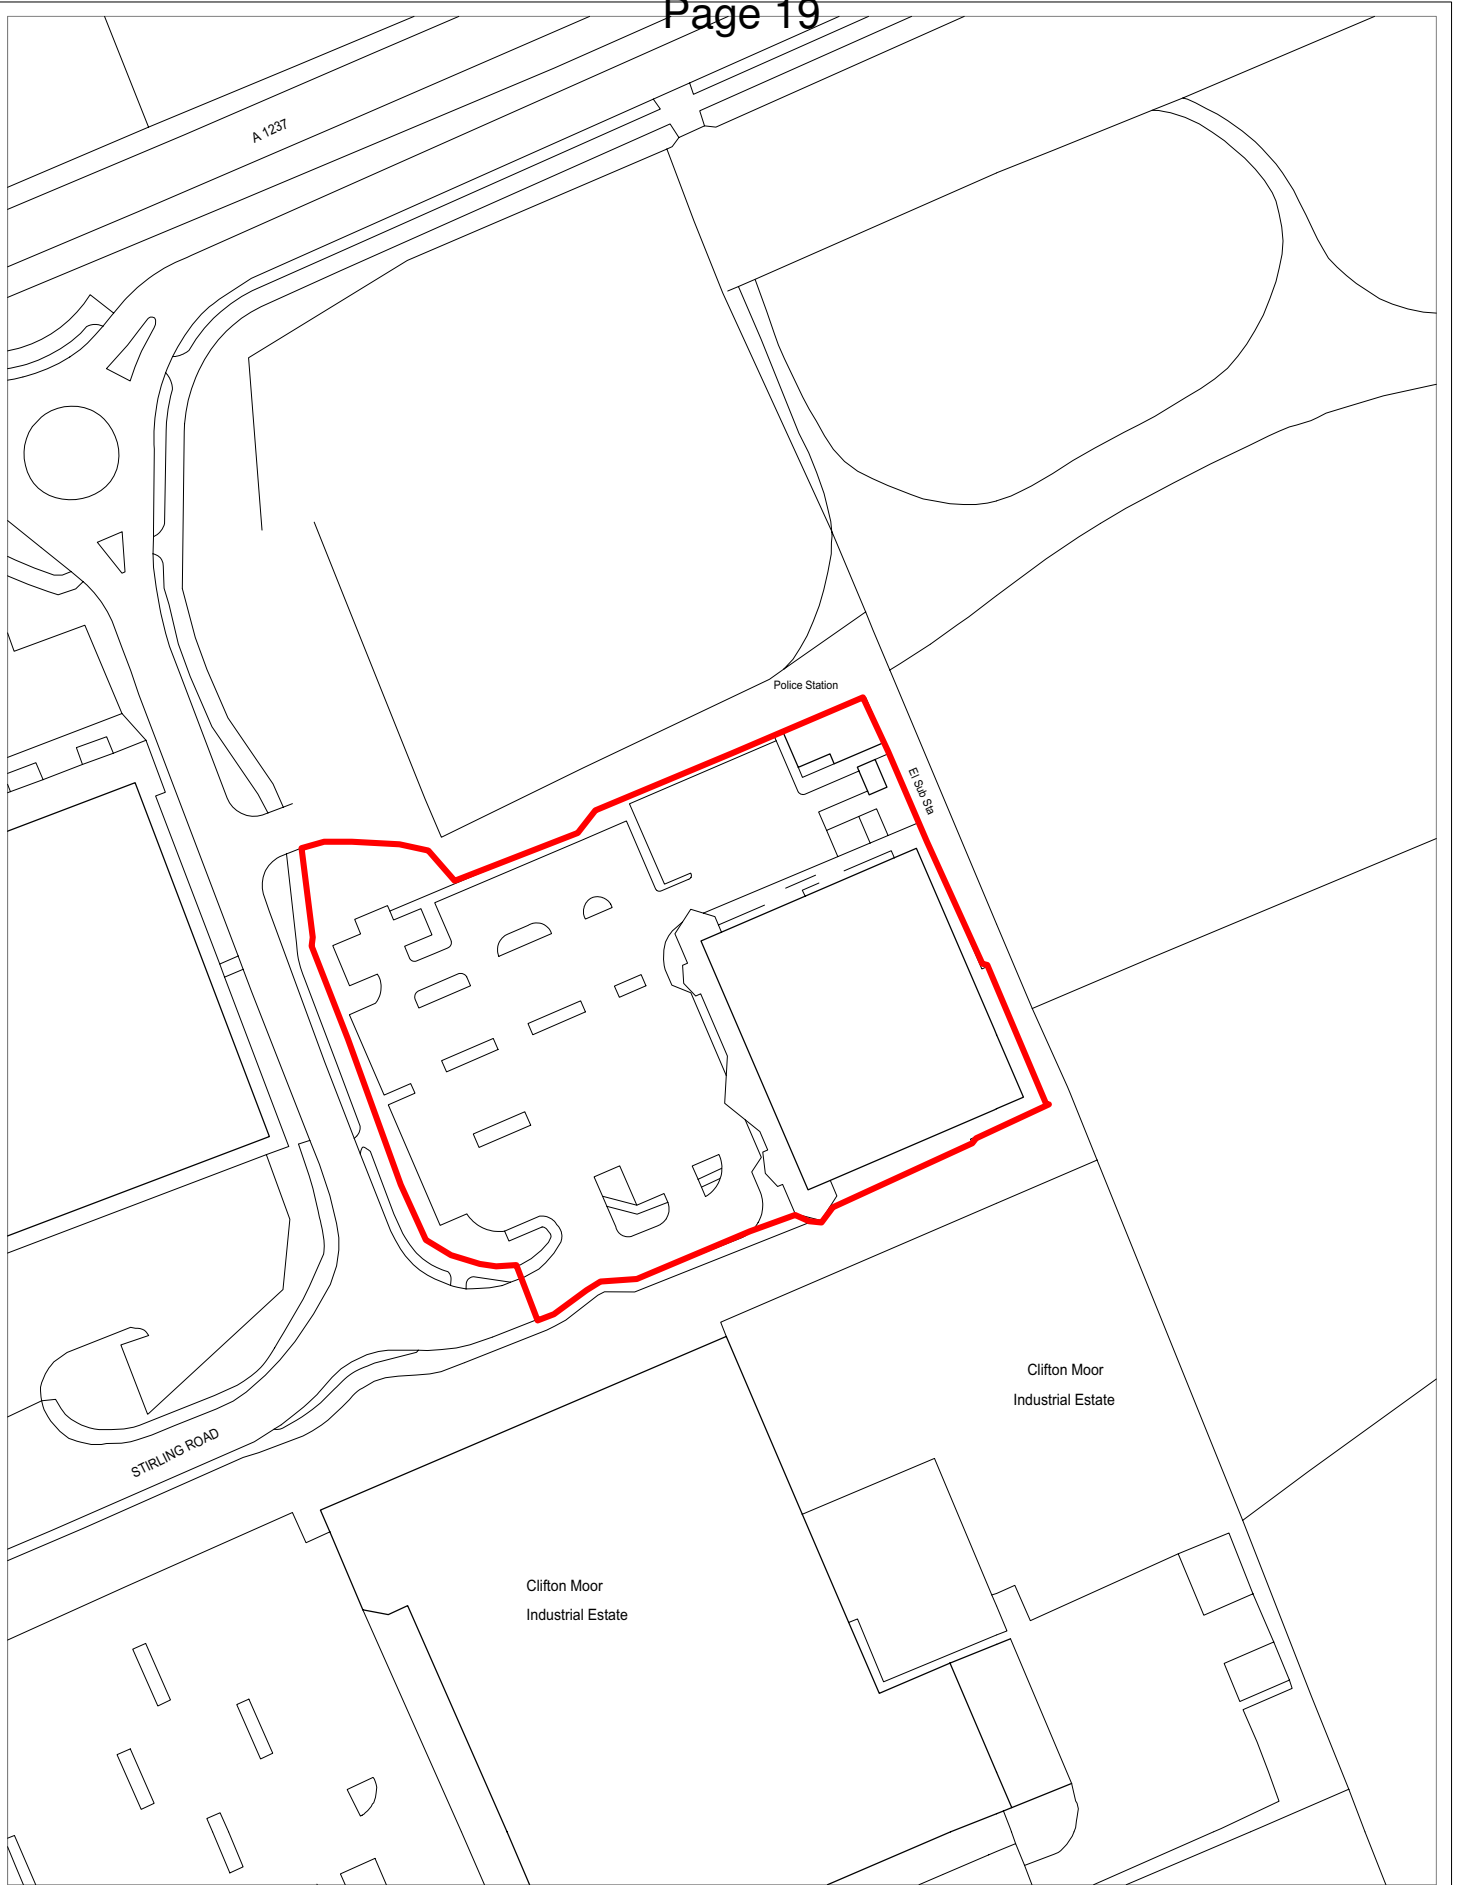 Page 19
A 1237
Police Station
El Sub Sta
Clifton Moor
Industrial Estate
STIRLING ROAD
Clifton Moor
Industrial Estate